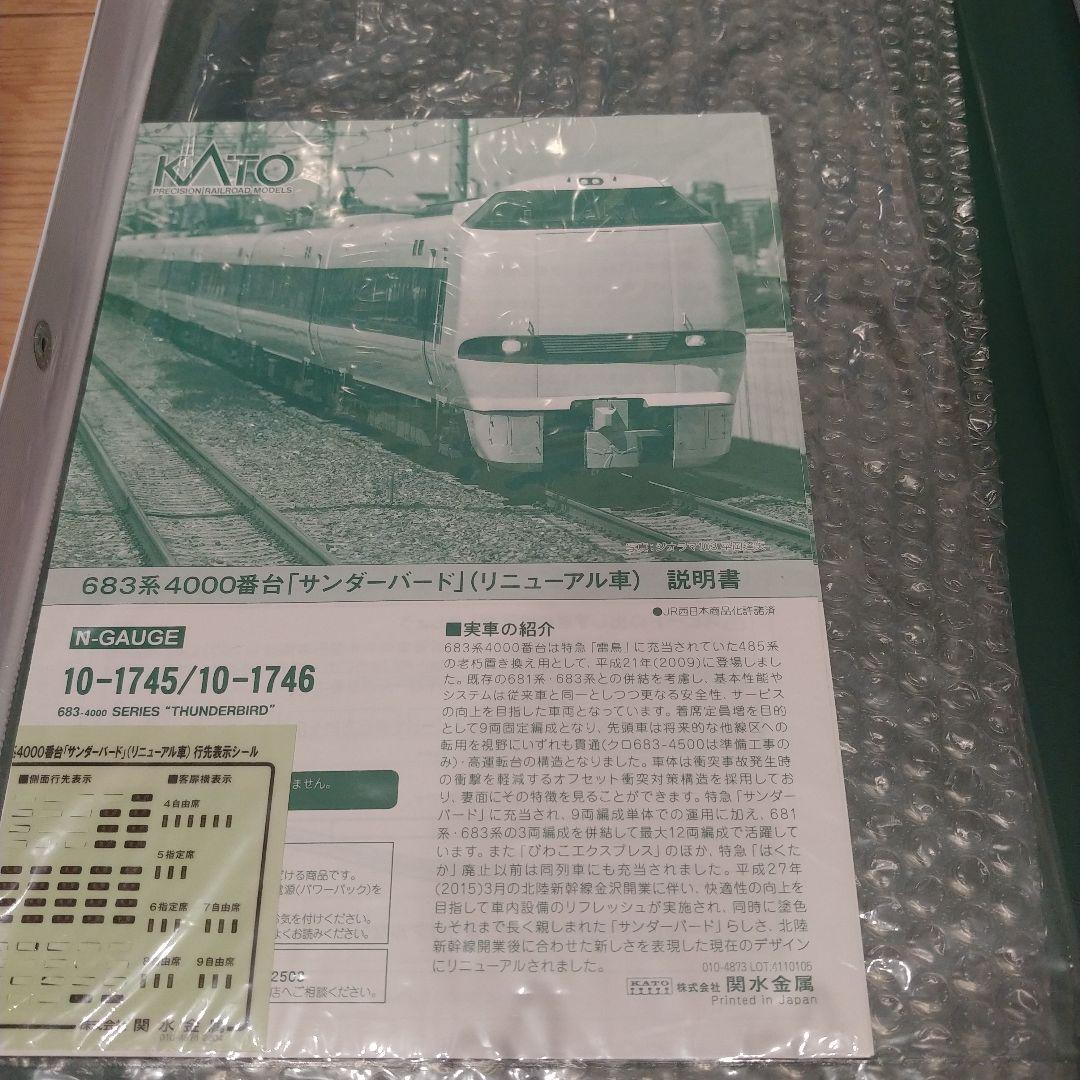 KATO
PRECISION RAILROAD MODELS
683系4000番台「サンダーバード」(リニューアル車) 説明書
●JR西日本商品化許諾済
N-GAUGE
10-1745/10-1746
683-4000 SERIES "THUNDERBIRD"
■実車の紹介
683系4000番台は特急「雷鳥」に充当されていた485系
の老朽置き換え用として、平成21年(2009)に登場しまし
た。既存の681系・683系との併結を考慮し、基本性能や
システムは従来車と同一としつつ更なる安全性、サービス
の向上を目指した車両となっています。着席定員増を目的
として9両固定編成となり、先頭車は将来的な他線区への
転用を視野にいずれも貫通(クロ683-4500は準備工事の
み)・高運転台の構造となりました。車体は衝突事故発生時
の衝撃を軽減するオフセット衝突対策構造を採用してお
り、妻面にその特徴を見ることができます。特急「サンダー
バード」に充当され、9両編成単体での運用に加え、681
系・683系の3両編成を併結して最大12両編成で活躍して
います。また「びわこエクスプレス」のほか、特急「はくた
か」廃止以前は同列車にも充当されました。平成27年
(2015)3月の北陸新幹線金沢開業に伴い、快適性の向上を
目指して車内設備のリフレッシュが実施され、同時に塗色
もそれまで長く親しまれた「サンダーバード」らしさ、北陸
新幹線開業後に合わせた新しさを表現した現在のデザイン
にリニューアルされました。
010-4873 LOT:4110105
KATO 株式会社 関水金属
Printed in Japan
ません。
ける商品です。
電源(パワーパック)を
お気を付けください。
よくお読みください。
店へご相談ください。
4000番台「サンダーバード」(リニューアル車) 行先表示シール
■側面行先表示
■客扉横表示
4自由席
5指定席
6指定席 7自由席
9自由席
株式会社 関水金属